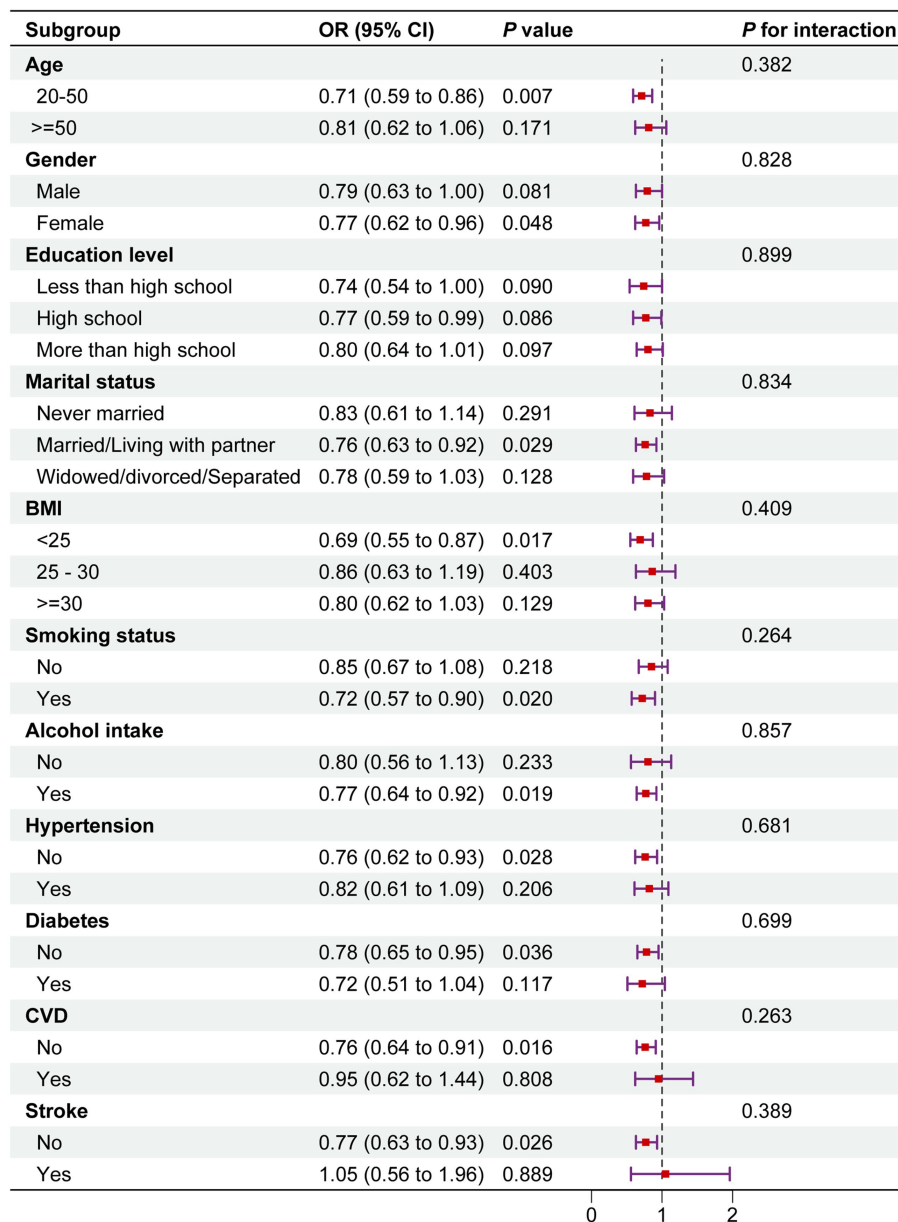 Subgroup OR (95% CI) P value P for interaction
Age 0.382
20-50 0.71 (0.59 to 0.86) 0.007
>=50 0.81 (0.62 to 1.06) 0.171
Gender 0.828
Male 0.79 (0.63 to 1.00) 0.081
Female 0.77 (0.62 to 0.96) 0.048
Education level 0.899
Less than high school 0.74 (0.54 to 1.00) 0.090
High school 0.77 (0.59 to 0.99) 0.086
More than high school 0.80 (0.64 to 1.01) 0.097
Marital status 0.834
Never married 0.83 (0.61 to 1.14) 0.291
Married/Living with partner 0.76 (0.63 to 0.92) 0.029
Widowed/divorced/Separated 0.78 (0.59 to 1.03) 0.128
BMI 0.409
<25 0.69 (0.55 to 0.87) 0.017
25 - 30 0.86 (0.63 to 1.19) 0.403
>=30 0.80 (0.62 to 1.03) 0.129
Smoking status 0.264
No 0.85 (0.67 to 1.08) 0.218
Yes 0.72 (0.57 to 0.90) 0.020
Alcohol intake 0.857
No 0.80 (0.56 to 1.13) 0.233
Yes 0.77 (0.64 to 0.92) 0.019
Hypertension 0.681
No 0.76 (0.62 to 0.93) 0.028
Yes 0.82 (0.61 to 1.09) 0.206
Diabetes 0.699
No 0.78 (0.65 to 0.95) 0.036
Yes 0.72 (0.51 to 1.04) 0.117
CVD 0.263
No 0.76 (0.64 to 0.91) 0.016
Yes 0.95 (0.62 to 1.44) 0.808
Stroke 0.389
No 0.77 (0.63 to 0.93) 0.026
Yes 1.05 (0.56 to 1.96) 0.889
0 1 2